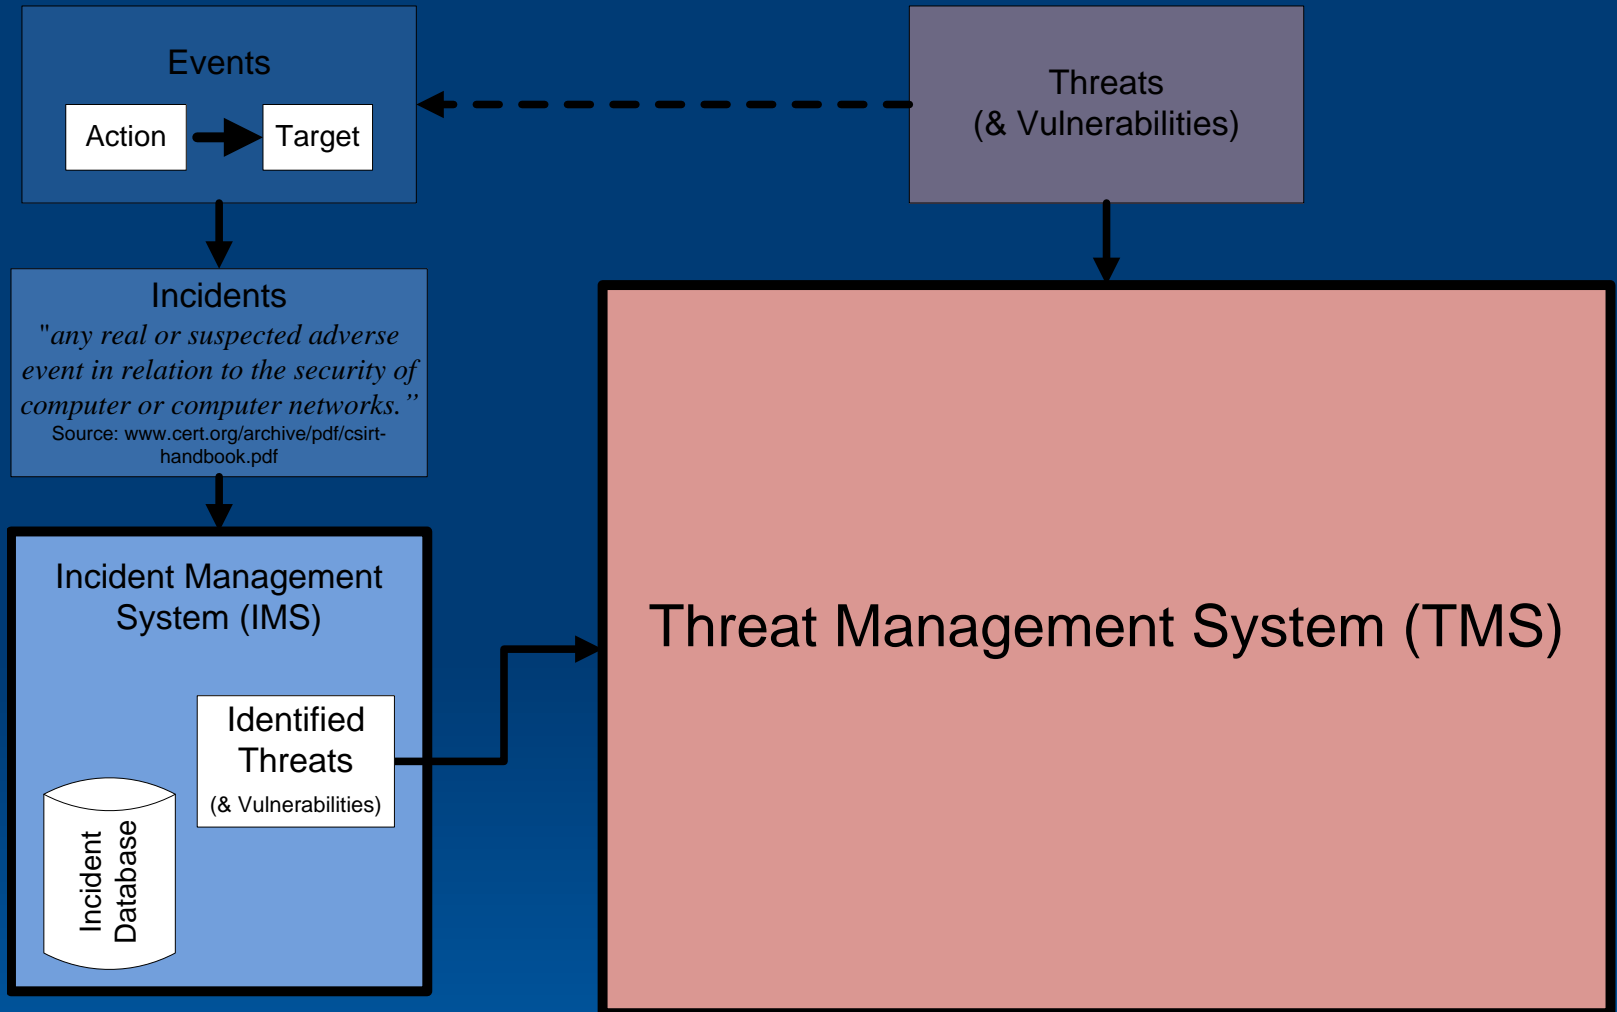 Events
Action
Target
Threats
(& Vulnerabilities)
Incidents
"any real or suspected adverse
event in relation to the security of
computer or computer networks.”
Source: www.cert.org/archive/pdf/csirt-
handbook.pdf
Incident Management
System (IMS)
Identified
Threats
(& Vulnerabilities)
Incident
Database
Threat Management System (TMS)